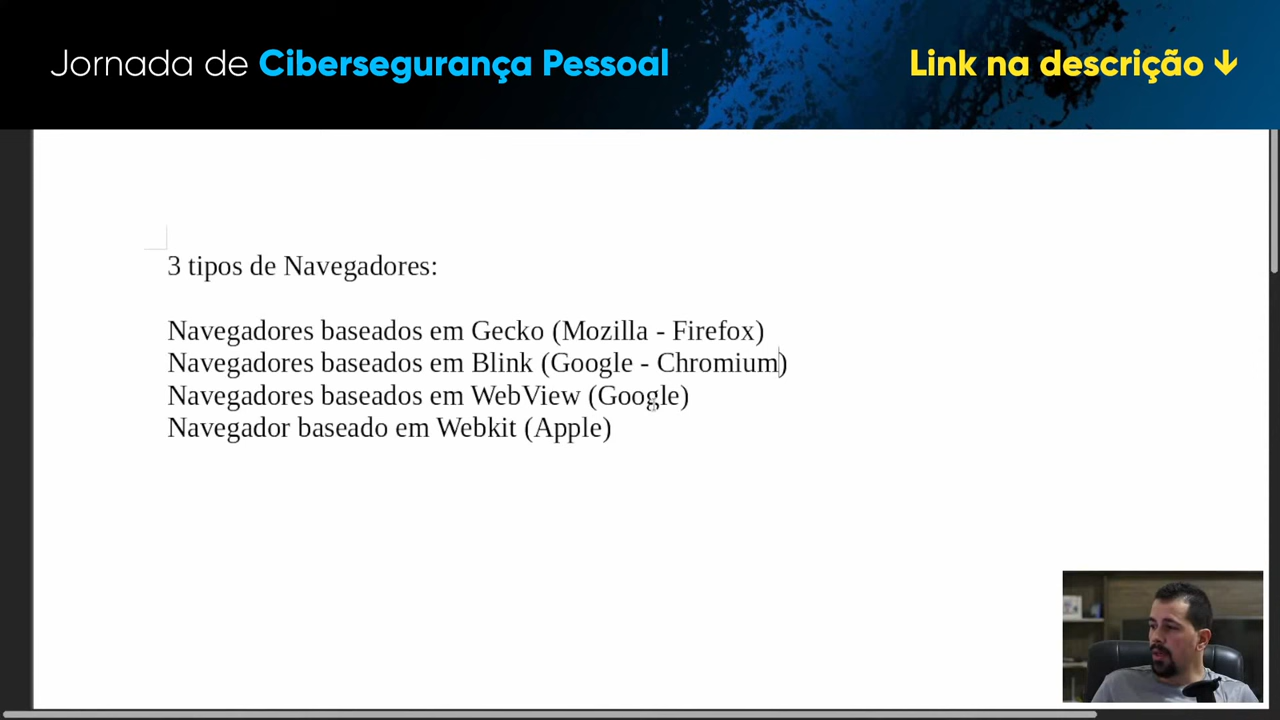 Jornada de Cibersegurança Pessoal
Link na descrição ↓
3 tipos de Navegadores:
Navegadores baseados em Gecko (Mozilla - Firefox)
Navegadores baseados em Blink (Google - Chromium)
Navegadores baseados em WebView (Google)
Navegador baseado em Webkit (Apple)